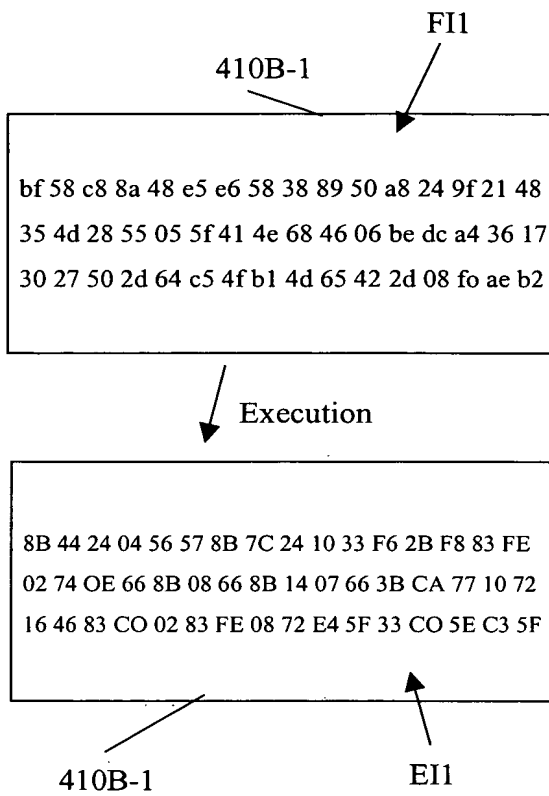 FI1
410B-1
bf 58 c8 8a 48 e5 e6 58 38 89 50 a8 24 9f 21 48
35 4d 28 55 05 5f 41 4e 68 46 06 be dc a4 36 17
30 27 50 2d 64 c5 4f b1 4d 65 42 2d 08 fo ae b2
Execution
8B 44 24 04 56 57 8B 7C 24 10 33 F6 2B F8 83 FE
02 74 OE 66 8B 08 66 8B 14 07 66 3B CA 77 10 72
16 46 83 CO 02 83 FE 08 72 E4 5F 33 CO 5E C3 5F
410B-1
EI1